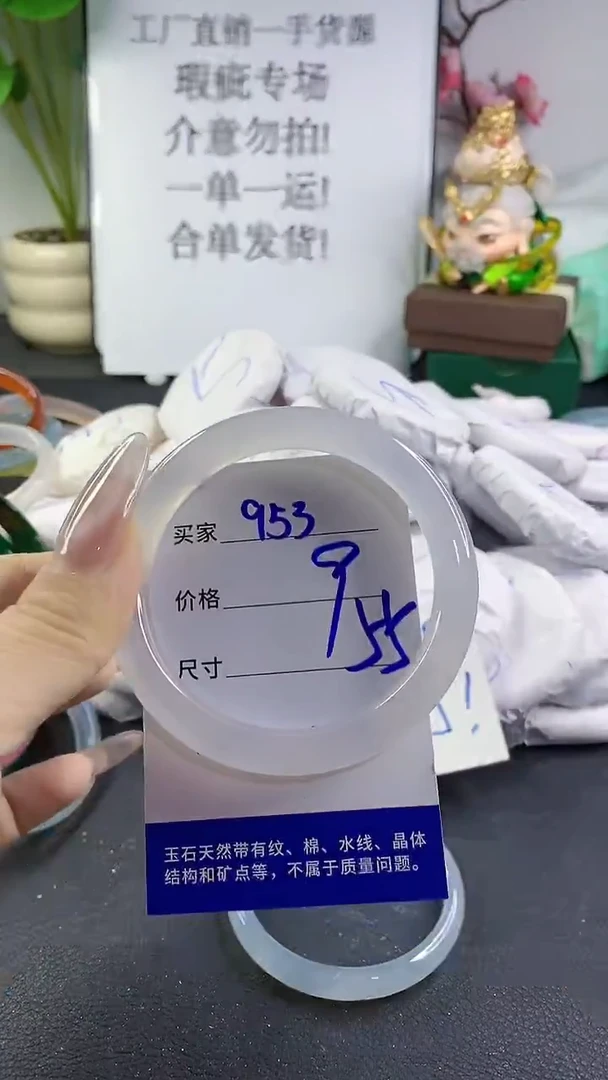 工厂直销一手货源
瑕疵专场
介意勿拍!
一单一运!
合单发货!
买家 953
价格 9
尺寸 55
玉石天然带有纹、棉、水线、晶体
结构和矿点等，不属于质量问题。